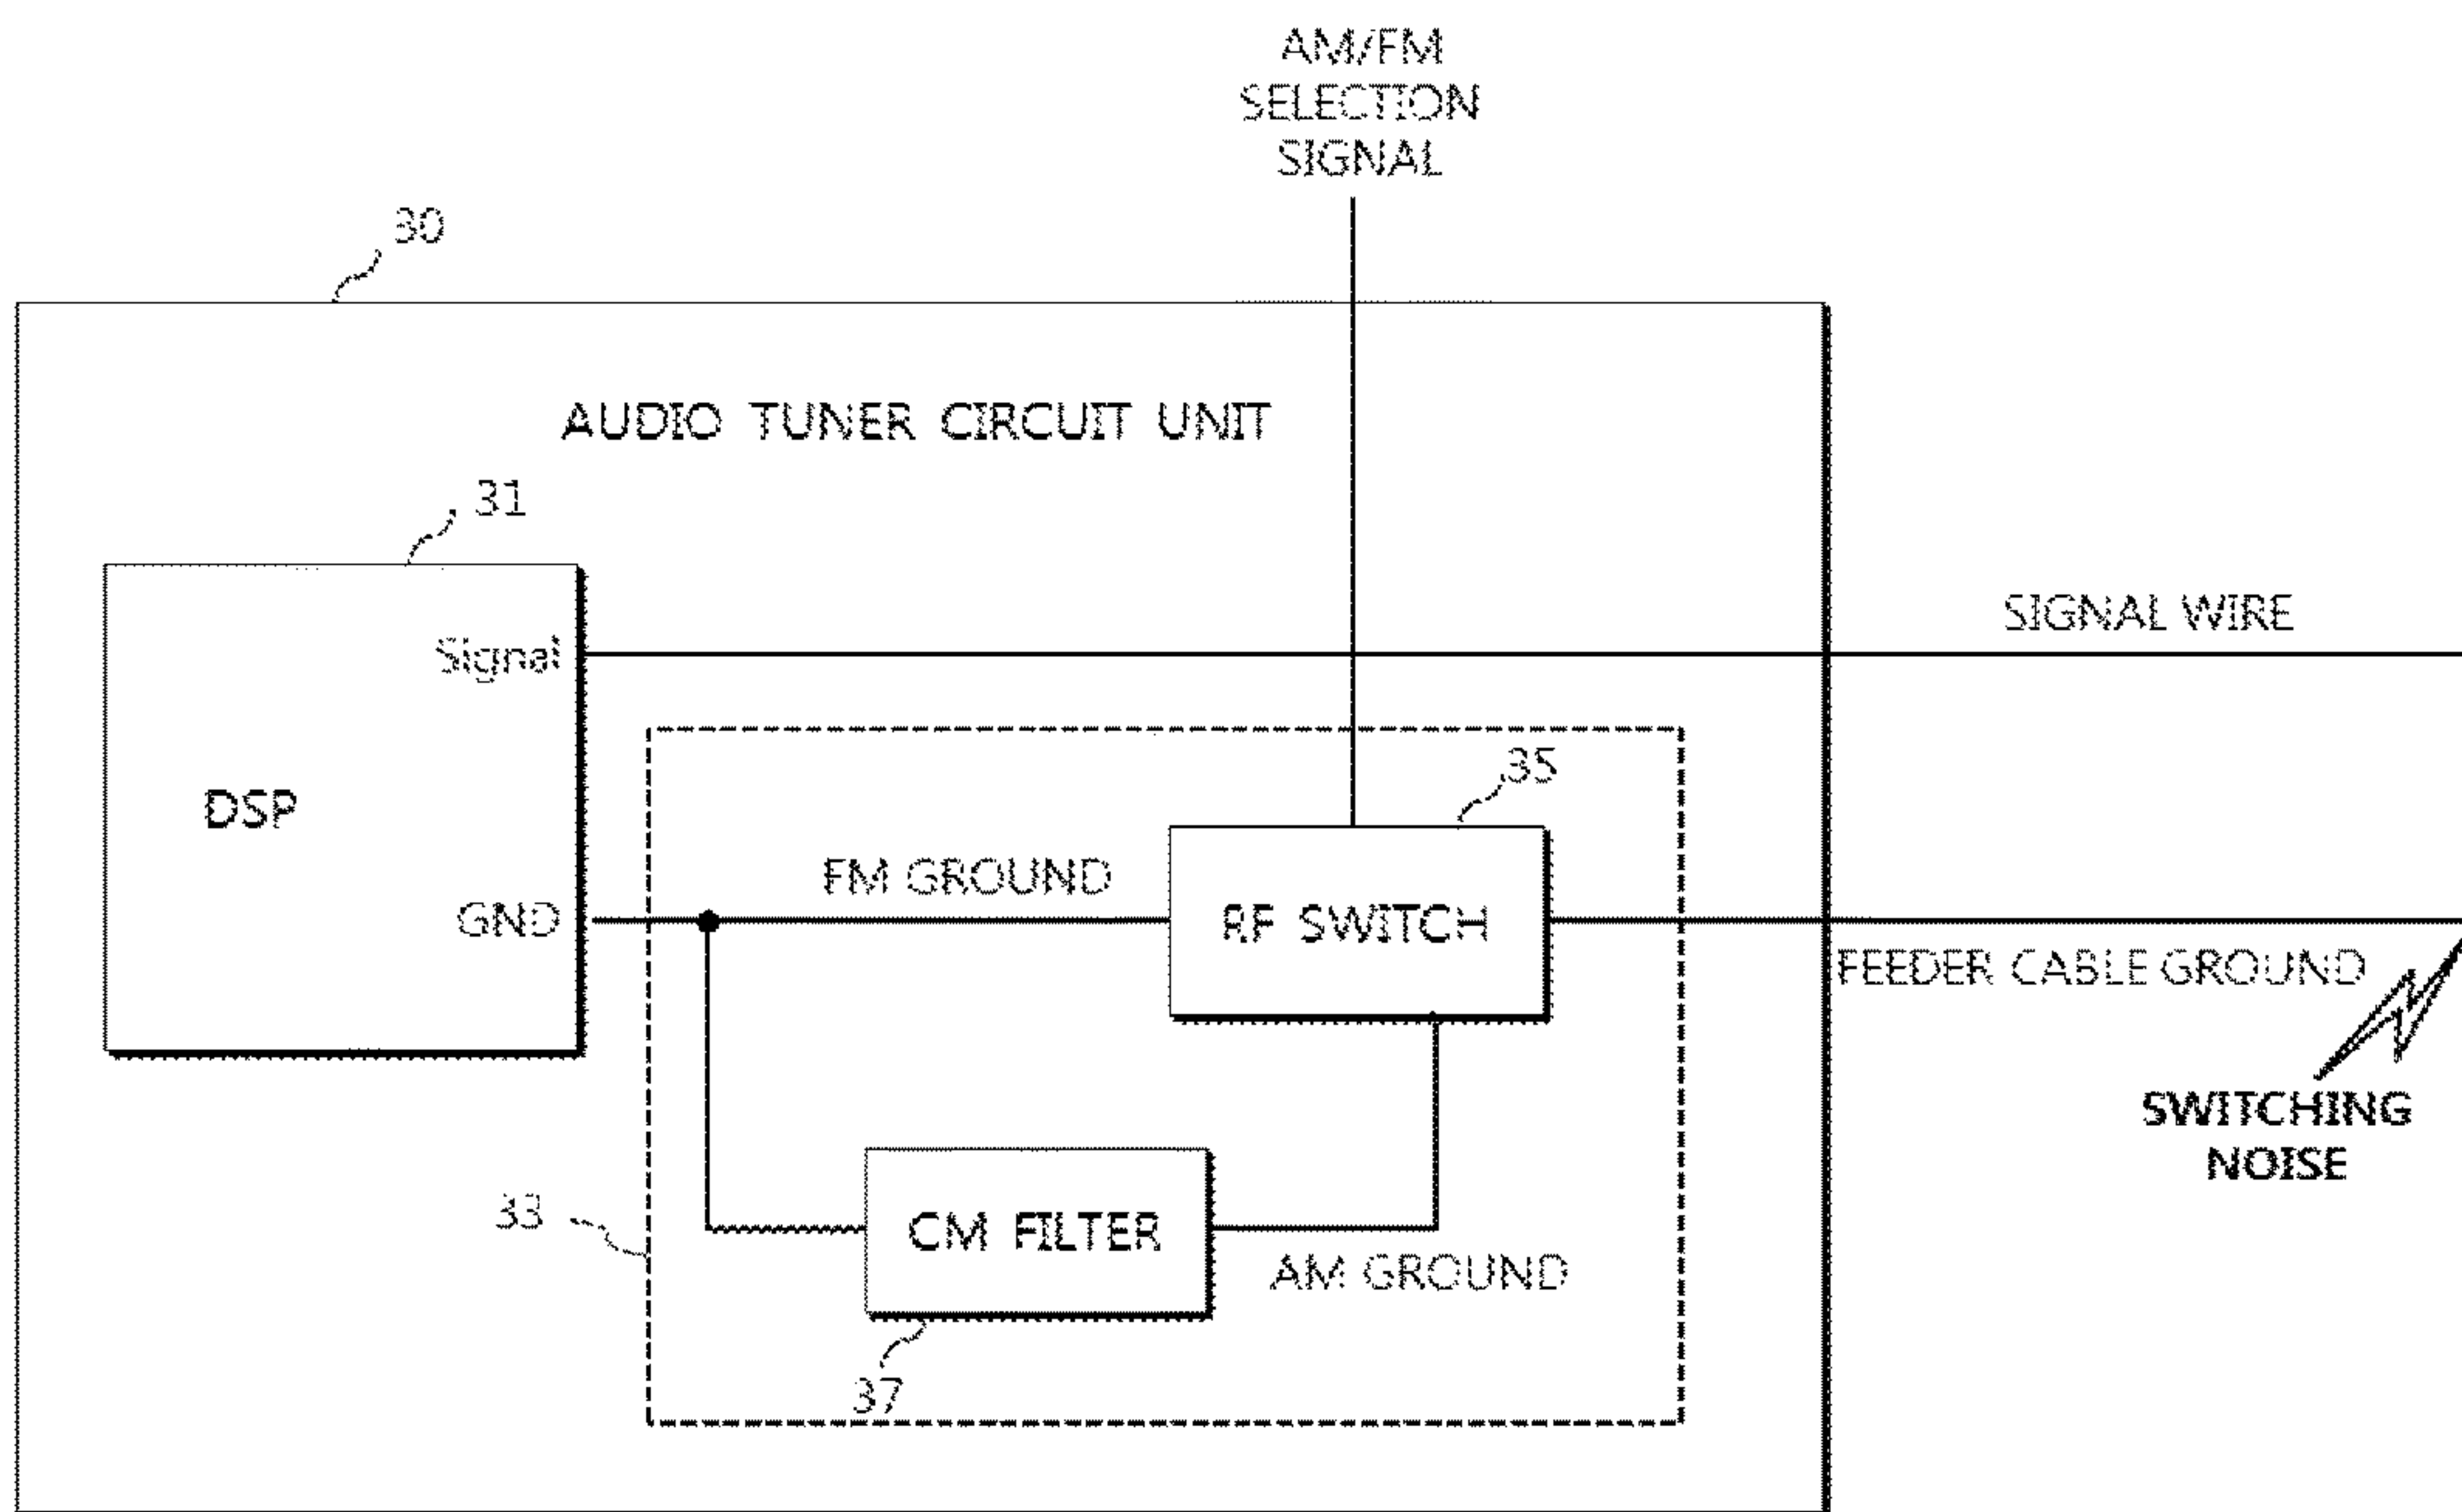 AM/FM
SELECTION
SIGNAL
30
AUDIO TUNER CIRCUIT UNIT
31
SIGNAL WIRE
Signal
35
DSP
FM GROUND
GND
RF SWITCH
FEEDER CABLE GROUND
SWITCHING
NOISE
33
CM FILTER
AM GROUND
37